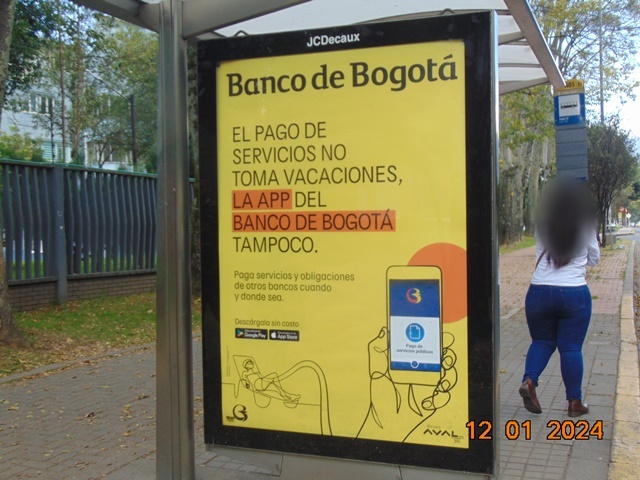 JCDecaux
Banco de Bogotá
EL PAGO DE
SERVICIOS NO
TOMA VACACIONES,
LA APP DEL
BANCO DE BOGOTÁ
TAMPOCO.
Paga servicios y obligaciones
de otros bancos cuando
y donde sea.
Descárgala sin costo
Google Play
App Store
Pago de
servicios públicos
AVAL
12 01 2024